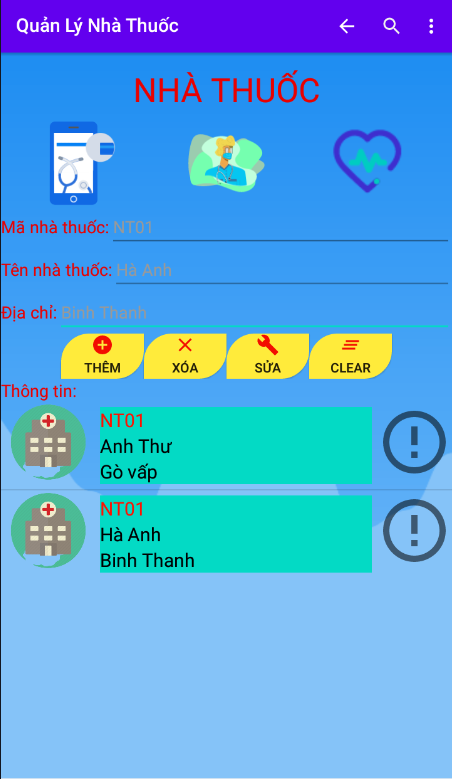 Quản Lý Nhà Thuốc
NHÀ THUỐC
Mã nhà thuốc: NT01
Tên nhà thuốc: Hà Anh
Địa chỉ: Binh Thanh
THÊM XÓA SỬA CLEAR
Thông tin:
NT01
Anh Thư
Gò vấp
NT01
Hà Anh
Binh Thanh